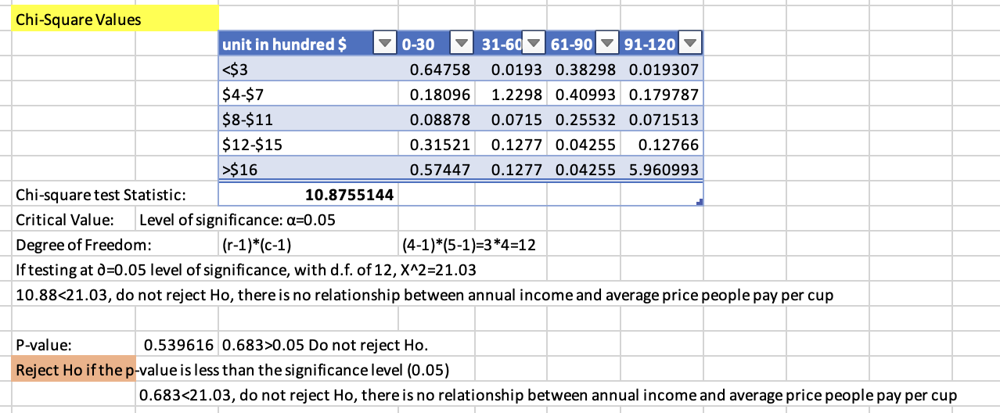 Chi-Square Values
unit in hundred $ 0-30 31-60 61-90 91-120
<$3 0.64758 0.0193 0.38298 0.019307
$4-$7 0.18096 1.2298 0.40993 0.179787
$8-$11 0.08878 0.0715 0.25532 0.071513
$12-$15 0.31521 0.1277 0.04255 0.12766
>$16 0.57447 0.1277 0.04255 5.960993
Chi-square test Statistic: 10.8755144
Critical Value: Level of significance: α=0.05
Degree of Freedom: (r-1)*(c-1) (4-1)*(5-1)=3*4=12
If testing at ∂=0.05 level of significance, with d.f. of 12, X^2=21.03
10.88<21.03, do not reject Ho, there is no relationship between annual income and average price people pay per cup
P-value: 0.539616 0.683>0.05 Do not reject Ho.
Reject Ho if the p-value is less than the significance level (0.05)
0.683<21.03, do not reject Ho, there is no relationship between annual income and average price people pay per cup